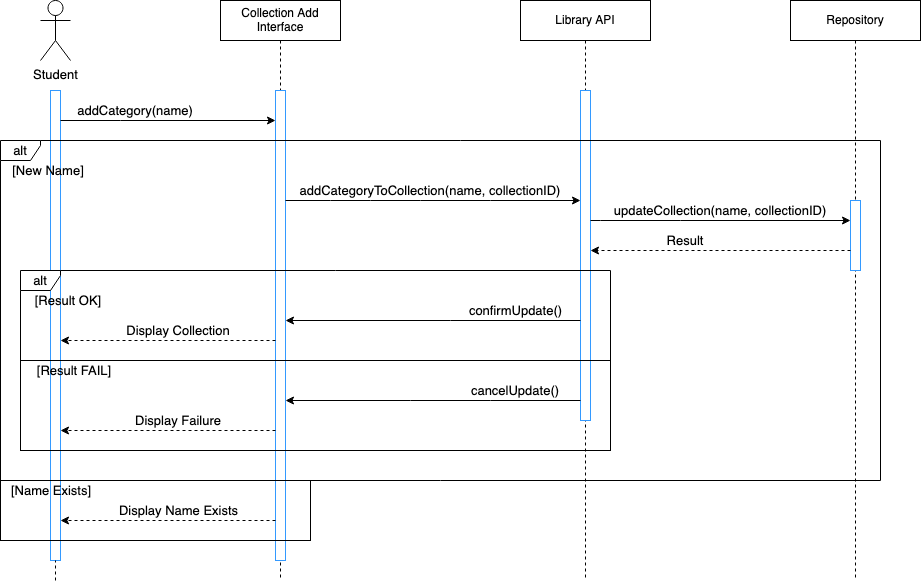 Collection Add
Interface
Library API
Repository
Student
addCategory(name)
alt
[New Name]
addCategoryToCollection(name, collectionID)
updateCollection(name, collectionID)
Result
alt
[Result OK]
confirmUpdate()
Display Collection
[Result FAIL]
cancelUpdate()
Display Failure
[Name Exists]
Display Name Exists